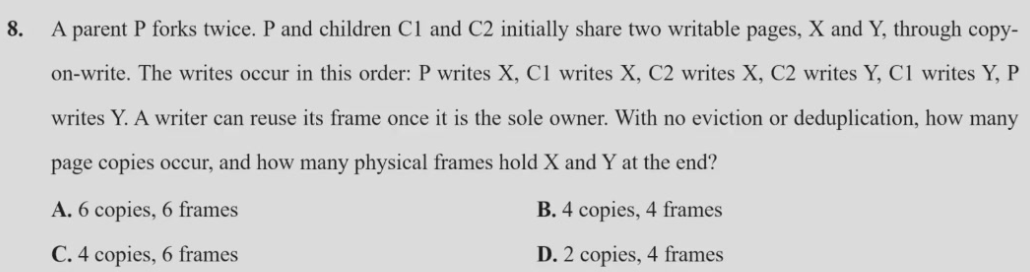 8. A parent P forks twice. P and children C1 and C2 initially share two writable pages, X and Y, through copy-
on-write. The writes occur in this order: P writes X, C1 writes X, C2 writes X, C2 writes Y, C1 writes Y, P
writes Y. A writer can reuse its frame once it is the sole owner. With no eviction or deduplication, how many
page copies occur, and how many physical frames hold X and Y at the end?
A. 6 copies, 6 frames B. 4 copies, 4 frames
C. 4 copies, 6 frames D. 2 copies, 4 frames